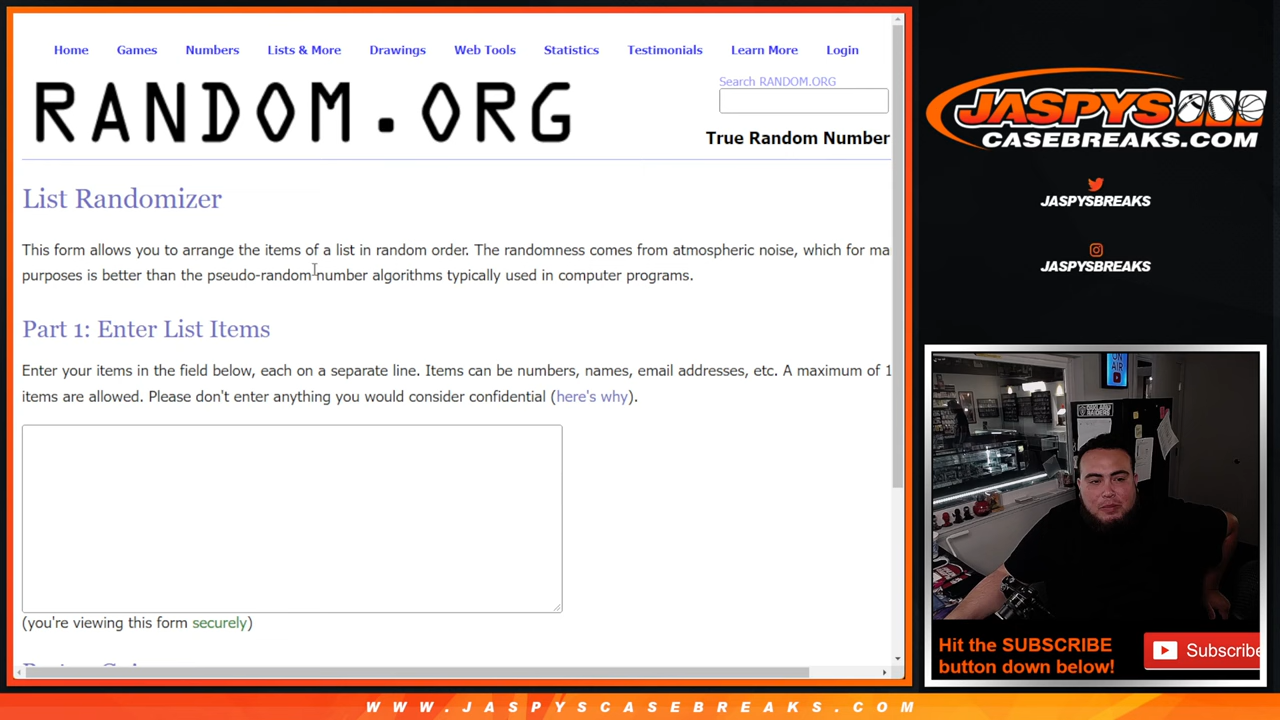 Home Games Numbers Lists & More Drawings Web Tools Statistics Testimonials Learn More Login
RANDOM.ORG
Search RANDOM.ORG
True Random Number
List Randomizer
This form allows you to arrange the items of a list in random order. The randomness comes from atmospheric noise, which for ma
purposes is better than the pseudo-random number algorithms typically used in computer programs.
Part 1: Enter List Items
Enter your items in the field below, each on a separate line. Items can be numbers, names, email addresses, etc. A maximum of 1
items are allowed. Please don't enter anything you would consider confidential (here's why).
(you're viewing this form securely)
JASPYS
CASEBREAKS.COM
JASPYSBREAKS
JASPYSBREAKS
ON
AIR
OAKLAND
RAIDERS
Hit the SUBSCRIBE
button down below!
Subscribe
WWW.JASPYSCASEBREAKS.COM